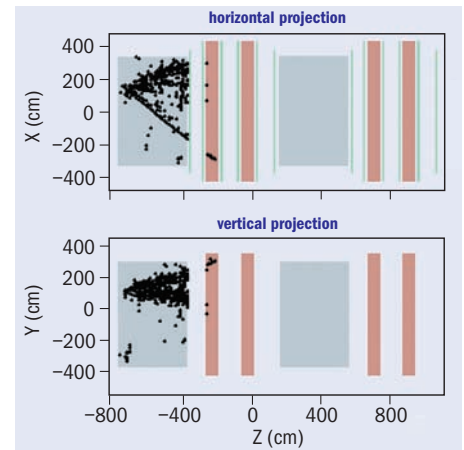 horizontal projection
400
200
0
−200
−400
X (cm)
vertical projection
400
200
0
−200
−400
Y (cm)
−800 −400 0 400 800
Z (cm)